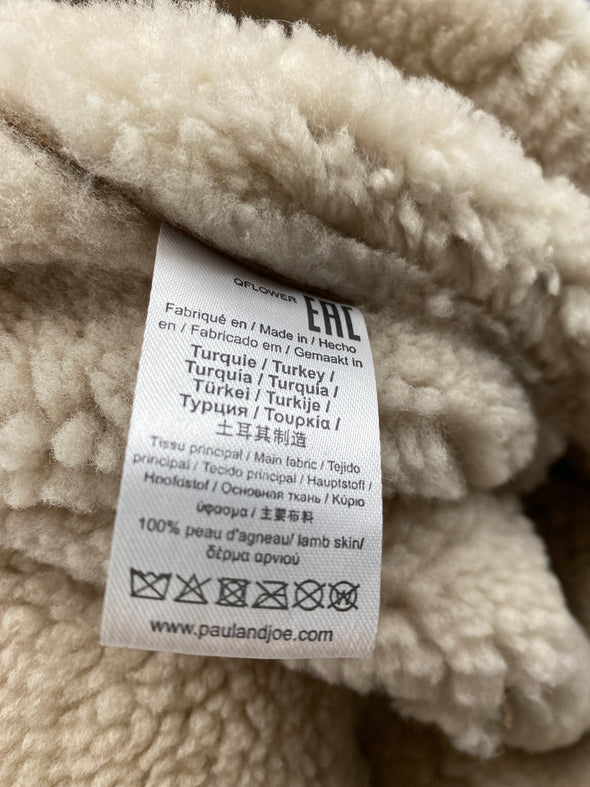 QFLOWER EAC
Fabriqué en / Made in / Hecho
en / Fabricado em / Gemaakt in
Turquie / Turkey /
Turquía / Turquía /
Türkei / Turkije /
Турция / Τουρκία /
土耳其制造
Tissu principal / Main fabric / Tejido
principal / Tecido principal / Hauptstoff /
Hoofdstof / Основная ткань / Κύριο
ύφασμα / 主要布料
100% peau d'agneau/ lamb skin/
δέρμα αρνιού
www.paulandjoe.com